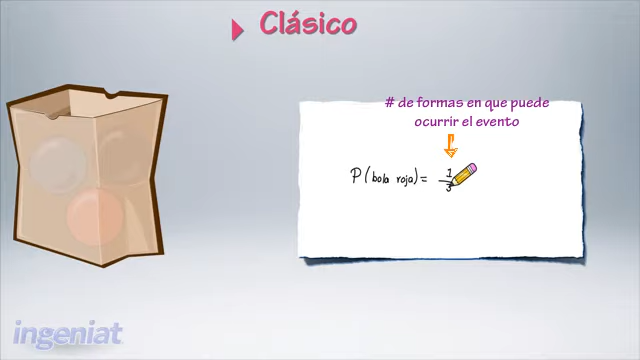 Clásico
# de formas en que puede
ocurrir el evento
P(bola roja) = 1/3
ingeniat